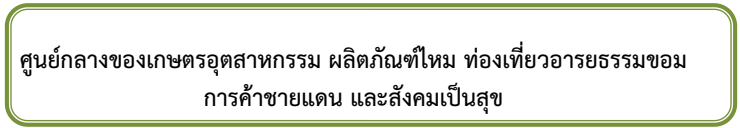 ศูนย์กลางของเกษตรอุตสาหกรรม ผลิตภัณฑ์ไหม ท่องเที่ยวอารยธรรมขอม
การค้าชายแดน และสังคมเป็นสุข